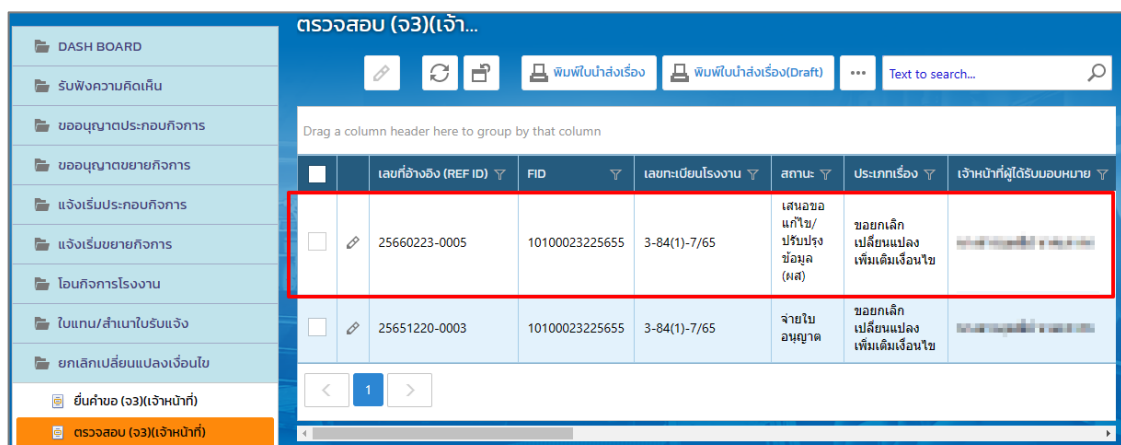 ตรวจสอบ (จ3)(เจ้า...
DASH BOARD
รับฟังความคิดเห็น
ขออนุญาตประกอบกิจการ
ขออนุญาตขยายกิจการ
แจ้งเริ่มประกอบกิจการ
แจ้งเริ่มขยายกิจการ
โอนกิจการโรงงาน
ใบแทน/สำเนาใบรับแจ้ง
ยกเลิกเปลี่ยนแปลงเงื่อนไข
ยื่นคำขอ (จ3)(เจ้าหน้าที่)
ตรวจสอบ (จ3)(เจ้าหน้าที่)
พิมพ์ใบนำส่งเรื่อง
พิมพ์ใบนำส่งเรื่อง(Draft)
Text to search...
Drag a column header here to group by that column
เลขที่อ้างอิง (REF ID)
FID
เลขทะเบียนโรงงาน
สถานะ
ประเภทเรื่อง
เจ้าหน้าที่ผู้ได้รับมอบหมาย
25660223-0005
10100023225655
3-84(1)-7/65
เสนอขอ
แก้ไข/
ปรับปรุง
ข้อมูล
(ผส)
ขอยกเลิก
เปลี่ยนแปลง
เพิ่มเติมเงื่อนไข
25651220-0003
10100023225655
3-84(1)-7/65
จ่ายใบ
อนุญาต
ขอยกเลิก
เปลี่ยนแปลง
เพิ่มเติมเงื่อนไข
1